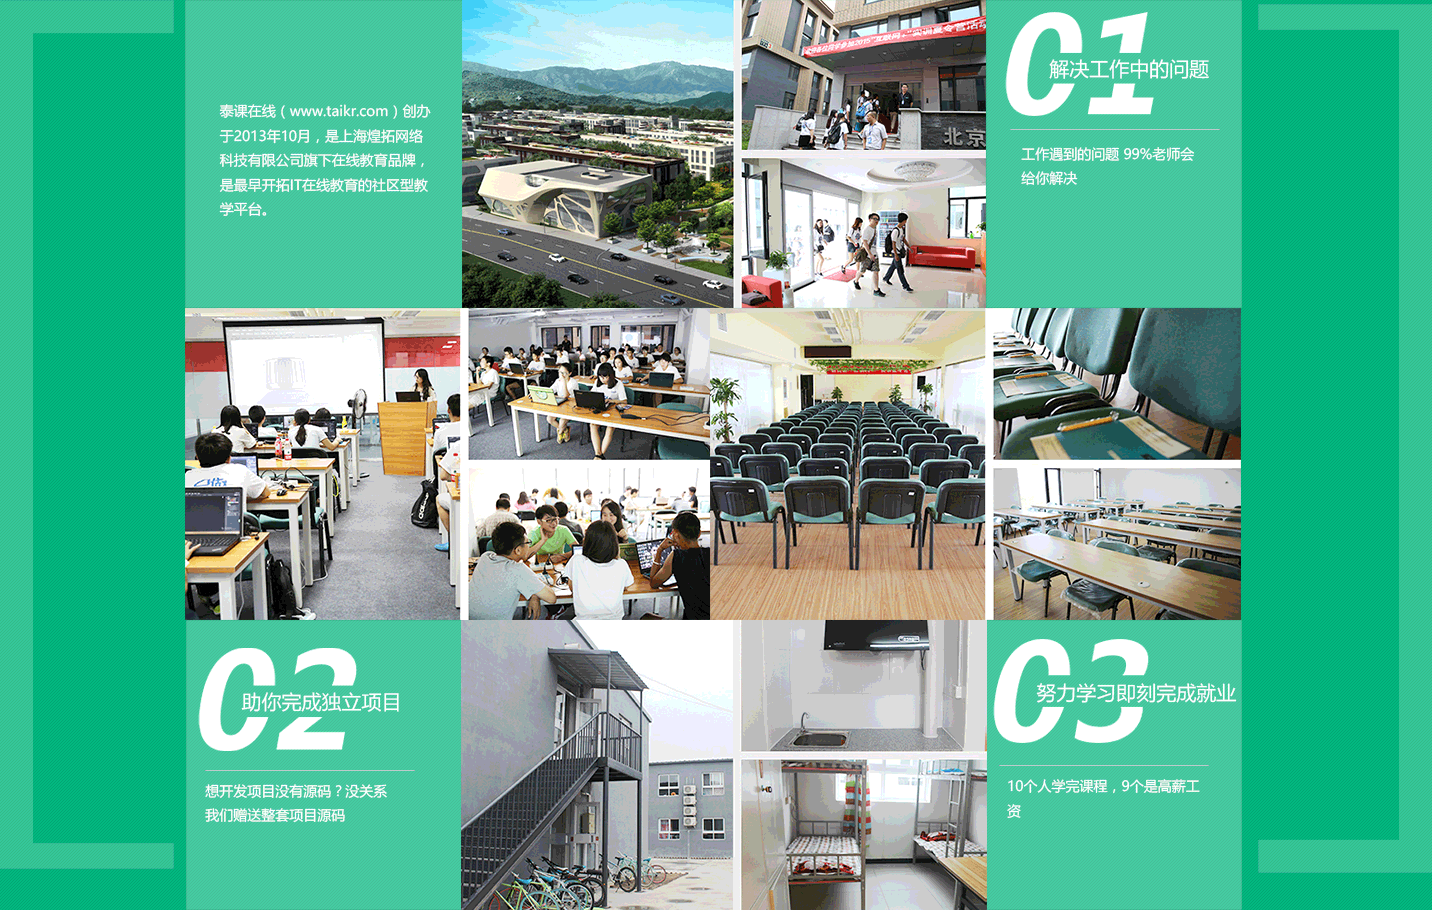 泰课在线（www.taikr.com）创办
于2013年10月，是上海煌拓网络
科技有限公司旗下在线教育品牌，
是最早开拓IT在线教育的社区型教
学平台。
01
解决工作中的问题
工作遇到的问题 99%老师会
给你解决
北京
02
助你完成独立项目
想开发项目没有源码？没关系
我们赠送整套项目源码
03
努力学习即刻完成就业
10个人学完课程，9个是高薪工
资